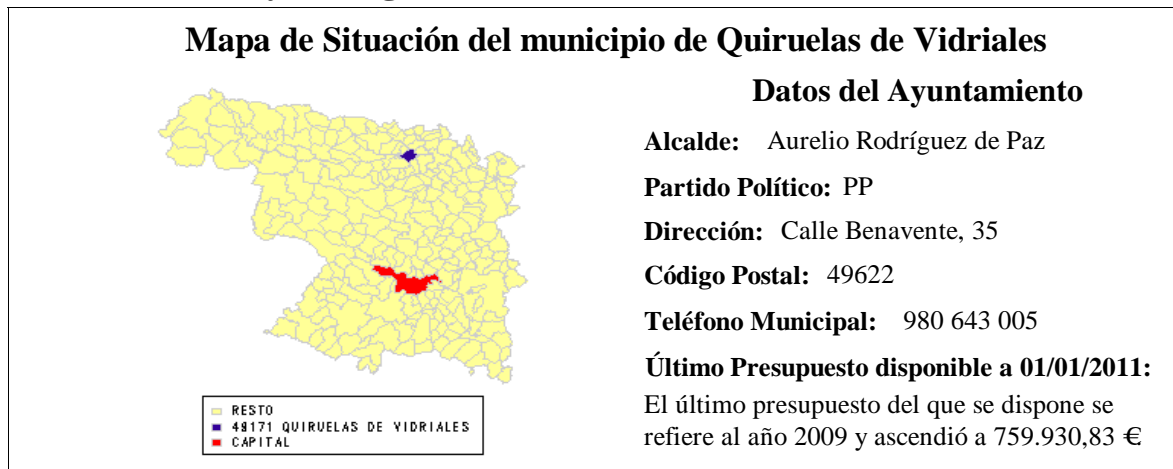 Mapa de Situación del municipio de Quiruelas de Vidriales
Datos del Ayuntamiento
Alcalde: Aurelio Rodríguez de Paz
Partido Político: PP
Dirección: Calle Benavente, 35
Código Postal: 49622
Teléfono Municipal: 980 643 005
Último Presupuesto disponible a 01/01/2011:
El último presupuesto del que se dispone se
refiere al año 2009 y ascendió a 759.930,83 €
RESTO
49171 QUIRUELAS DE VIDRIALES
CAPITAL